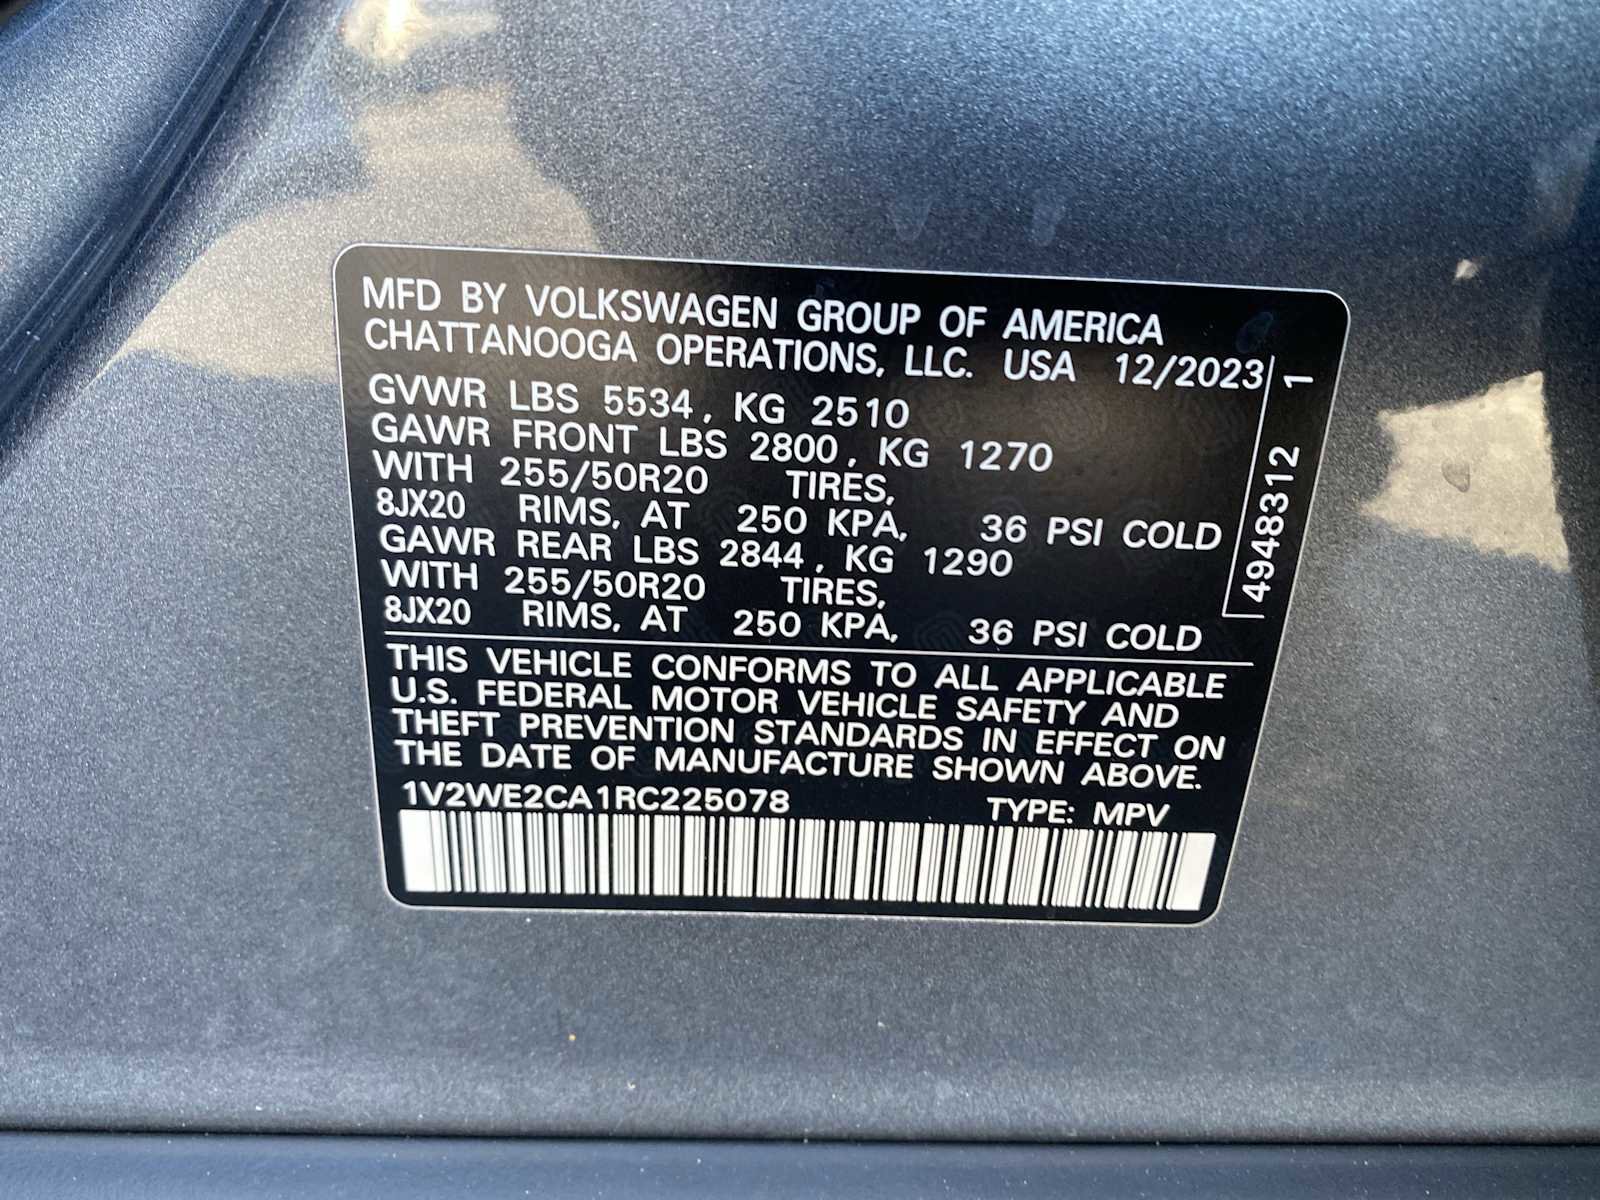 MFD BY VOLKSWAGEN GROUP OF AMERICA
CHATTANOOGA OPERATIONS, LLC. USA 12/2023
GVWR LBS 5534, KG 2510
GAWR FRONT LBS 2800, KG 1270
WITH 255/50R20 TIRES,
8JX20 RIMS, AT 250 KPA, 36 PSI COLD
GAWR REAR LBS 2844, KG 1290
WITH 255/50R20 TIRES,
8JX20 RIMS, AT 250 KPA, 36 PSI COLD
4948312 1
THIS VEHICLE CONFORMS TO ALL APPLICABLE
U.S. FEDERAL MOTOR VEHICLE SAFETY AND
THEFT PREVENTION STANDARDS IN EFFECT ON
THE DATE OF MANUFACTURE SHOWN ABOVE.
1V2WE2CA1RC225078 TYPE: MPV